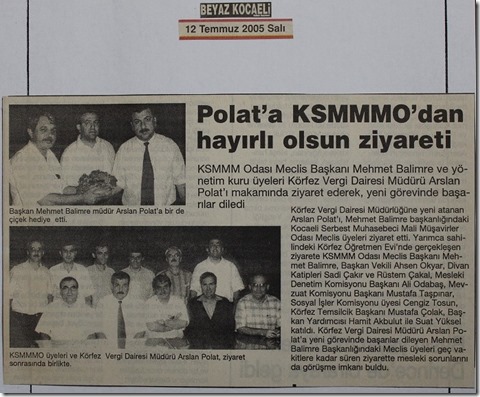 BEYAZ KOCAELİ
12 Temmuz 2005 Salı
Polat'a KSMMMO'dan
hayırlı olsun ziyareti
KSMMM Odası Meclis Başkanı Mehmet Balimre ve yö-
netim kuru üyeleri Körfez Vergi Dairesi Müdürü Arslan
Polat'ı makamında ziyaret ederek, yeni görevinde başa-
rılar diledi
Başkan Mehmet Balimre müdür Arslan Polat'a bir de
çiçek hediye etti.
KSMMMO üyeleri ve Körfez Vergi Dairesi Müdürü Arslan Polat, ziyaret
sonrasında birlikte.
Körfez Vergi Dairesi Müdürlüğüne yeni atanan
Arslan Polat'ı, Mehmet Balimre başkanlığındaki
Kocaeli Serbest Muhasebeci Mali Müşavirler
Odası Meclis üyeleri ziyaret etti. Yarımca sahi-
lindeki Körfez Öğretmen Evi'nde gerçekleşen
ziyarete KSMMM Odası Meclis Başkanı Meh-
met Balimre, Başkan Vekili Ahsen Okyar, Divan
Katipleri Sadi Çakır ve Rüstem Çakal, Mesleki
Denetim Komisyonu Başkanı Ali Odabaş, Mev-
zuat Komisyonu Başkanı Mustafa Taşpınar,
Sosyal İşler Komisyonu üyesi Cengiz Tosun,
Körfez Temsilcik Başkanı Mustafa Çolak, Baş-
kan Yardımcısı Hamit Akbulut ile Suat Yüksel
katıldı. Körfez Vergi Dairesi Müdürü Arslan Po-
lat'a yeni görevinde başarılar dileyen Mehmet
Balimre Başkanlığındaki Meclis üyeleri geç va-
kitlere kadar süren ziyarette mesleki sorunlarını
da görüşme imkanı buldu.